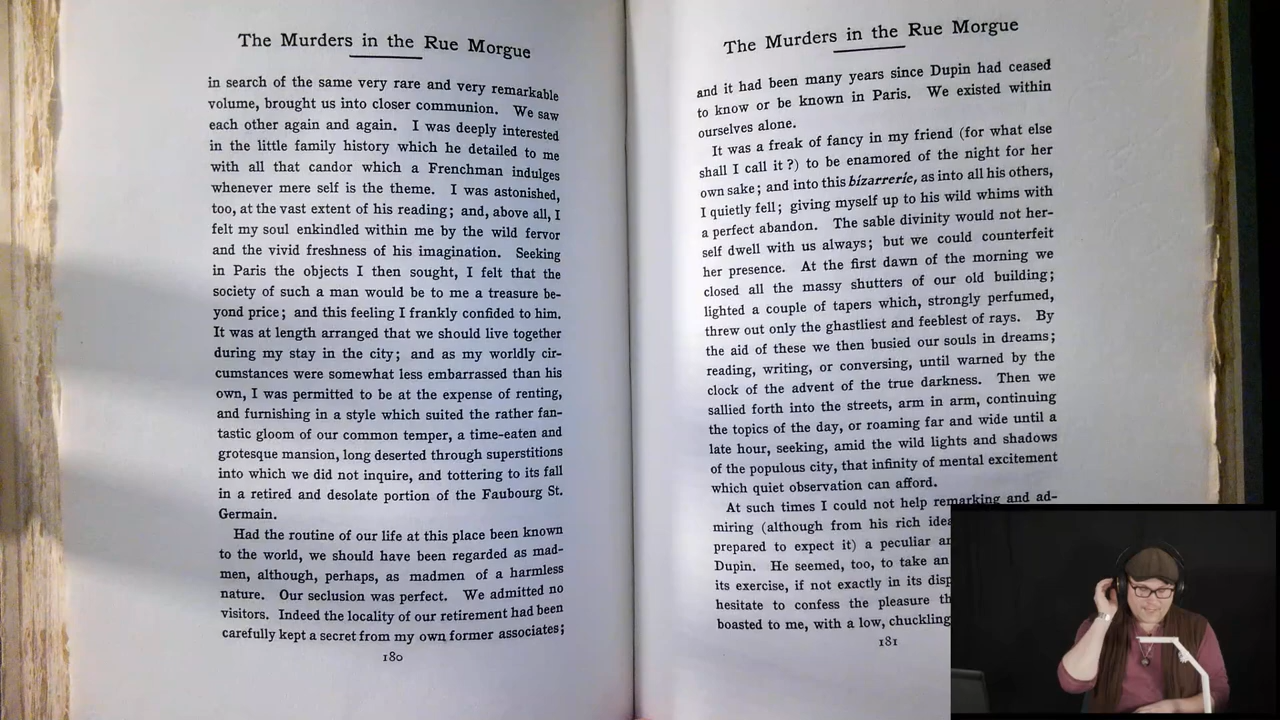 The Murders in the Rue Morgue
in search of the same very rare and very remarkable
volume, brought us into closer communion. We saw
each other again and again. I was deeply interested
in the little family history which he detailed to me
with all that candor which a Frenchman indulges
whenever mere self is the theme. I was astonished,
too, at the vast extent of his reading; and, above all, I
felt my soul enkindled within me by the wild fervor
and the vivid freshness of his imagination. Seeking
in Paris the objects I then sought, I felt that the
society of such a man would be to me a treasure be-
yond price; and this feeling I frankly confided to him.
It was at length arranged that we should live together
during my stay in the city; and as my worldly cir-
cumstances were somewhat less embarrassed than his
own, I was permitted to be at the expense of renting,
and furnishing in a style which suited the rather fan-
tastic gloom of our common temper, a time-eaten and
grotesque mansion, long deserted through superstitions
into which we did not inquire, and tottering to its fall
in a retired and desolate portion of the Faubourg St.
Germain.
Had the routine of our life at this place been known
to the world, we should have been regarded as mad-
men, although, perhaps, as madmen of a harmless
nature. Our seclusion was perfect. We admitted no
visitors. Indeed the locality of our retirement had been
carefully kept a secret from my own former associates;
180
The Murders in the Rue Morgue
and it had been many years since Dupin had ceased
to know or be known in Paris. We existed within
ourselves alone.
It was a freak of fancy in my friend (for what else
shall I call it?) to be enamored of the night for her
own sake; and into this bizarrerie, as into all his others,
I quietly fell; giving myself up to his wild whims with
a perfect abandon. The sable divinity would not her-
self dwell with us always; but we could counterfeit
her presence. At the first dawn of the morning we
closed all the massy shutters of our old building;
lighted a couple of tapers which, strongly perfumed,
threw out only the ghastliest and feeblest of rays. By
the aid of these we then busied our souls in dreams;
reading, writing, or conversing, until warned by the
clock of the advent of the true darkness. Then we
sallied forth into the streets, arm in arm, continuing
the topics of the day, or roaming far and wide until a
late hour, seeking, amid the wild lights and shadows
of the populous city, that infinity of mental excitement
which quiet observation can afford.
At such times I could not help remarking and ad-
miring (although from his rich
prepared to expect it) a peculiar
Dupin. He seemed, too, to take an
its exercise, if not exactly in its
hesitate to confess the pleasure
boasted to me, with a low, chuckling
181